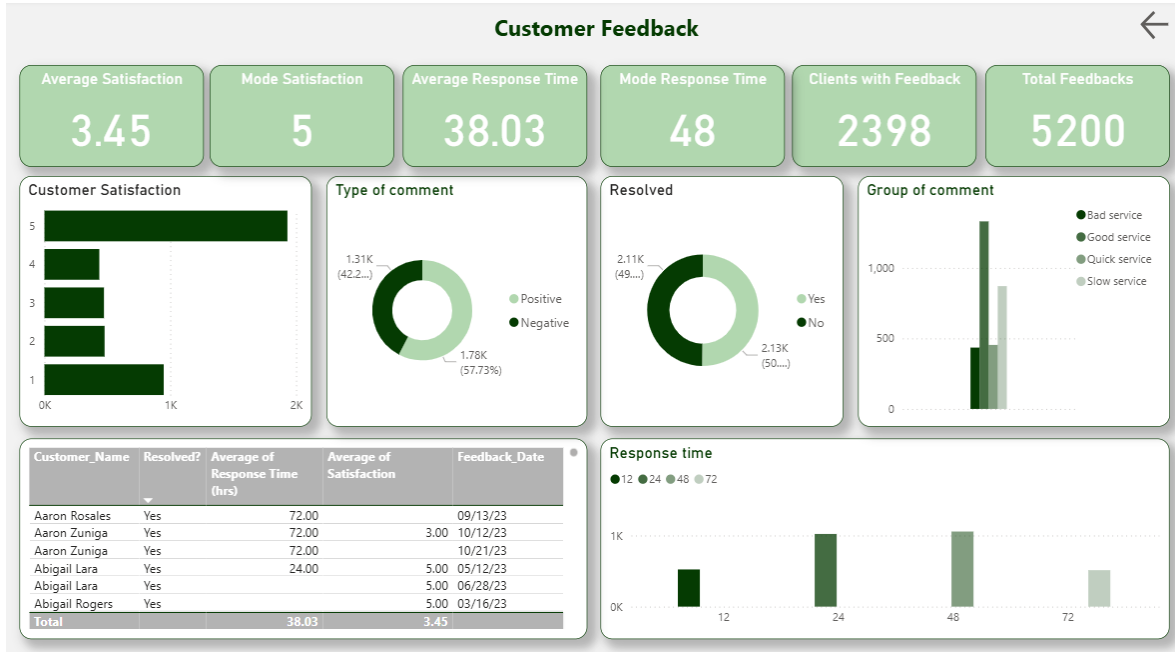 Customer Feedback
Average Satisfaction
3.45
Mode Satisfaction
5
Average Response Time
38.03
Mode Response Time
48
Clients with Feedback
2398
Total Feedbacks
5200
Customer Satisfaction
5
4
3
2
1
0K 1K 2K
Type of comment
1.31K
(42.2...)
1.78K
(57.73%)
Positive
Negative
Resolved
2.11K
(49....)
2.13K
(50....)
Yes
No
Group of comment
1,000
500
0
Bad service
Good service
Quick service
Slow service
Customer_Name Resolved? Average of Response Time (hrs) Average of Satisfaction Feedback_Date
Aaron Rosales Yes 72.00 09/13/23
Aaron Zuniga Yes 72.00 3.00 10/12/23
Aaron Zuniga Yes 72.00 10/21/23
Abigail Lara Yes 24.00 5.00 05/12/23
Abigail Lara Yes 5.00 06/28/23
Abigail Rogers Yes 5.00 03/16/23
Total 38.03 3.45
Response time
12 24 48 72
1K
0K
12 24 48 72